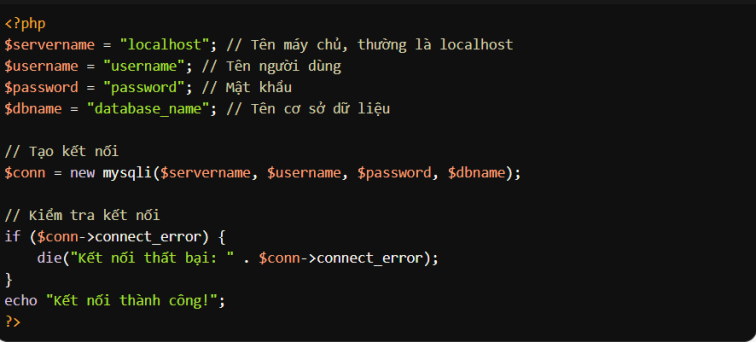 <?php
$servername = "localhost"; // Tên máy chủ, thường là localhost
$username = "username"; // Tên người dùng
$password = "password"; // Mật khẩu
$dbname = "database_name"; // Tên cơ sở dữ liệu
// Tạo kết nối
$conn = new mysqli($servername, $username, $password, $dbname);
// Kiểm tra kết nối
if ($conn->connect_error) {
die("Kết nối thất bại: " . $conn->connect_error);
}
echo "Kết nối thành công!";
?>